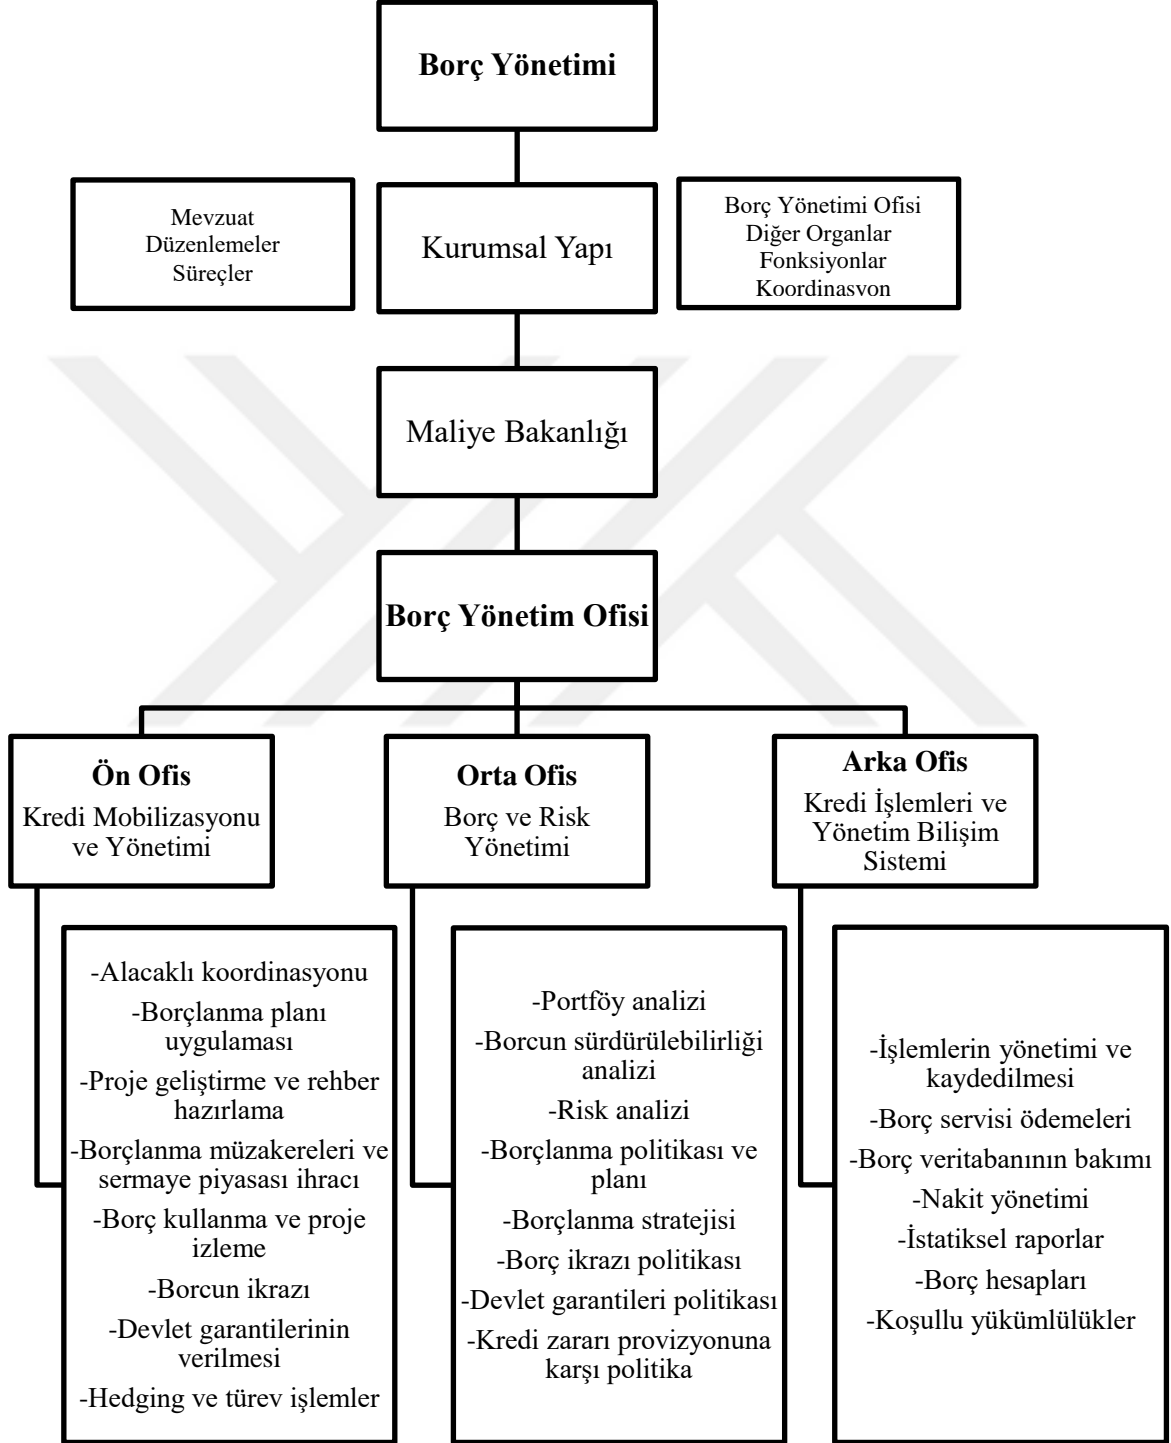 Borç Yönetimi
Mevzuat
Düzenlemeler
Süreçler
Kurumsal Yapı
Borç Yönetimi Ofisi
Diğer Organlar
Fonksiyonlar
Koordinasvon
Maliye Bakanlığı
Borç Yönetim Ofisi
Ön Ofis
Kredi Mobilizasyonu
ve Yönetimi
Orta Ofis
Borç ve Risk
Yönetimi
Arka Ofis
Kredi İşlemleri ve
Yönetim Bilişim
Sistemi
-Alacaklı koordinasyonu
-Borçlanma planı
uygulaması
-Proje geliştirme ve rehber
hazırlama
-Borçlanma müzakereleri ve
sermaye piyasası ihracı
-Borç kullanma ve proje
izleme
-Borcun ikrazı
-Devlet garantilerinin
verilmesi
-Hedging ve türev işlemler
-Portföy analizi
-Borcun sürdürülebilirliği
analizi
-Risk analizi
-Borçlanma politikası ve
planı
-Borçlanma stratejisi
-Borç ikrazı politikası
-Devlet garantileri politikası
-Kredi zararı provizyonuna
karşı politika
-İşlemlerin yönetimi ve
kaydedilmesi
-Borç servisi ödemeleri
-Borç veritabanının bakımı
-Nakit yönetimi
-İstatiksel raporlar
-Borç hesapları
-Koşullu yükümlülükler